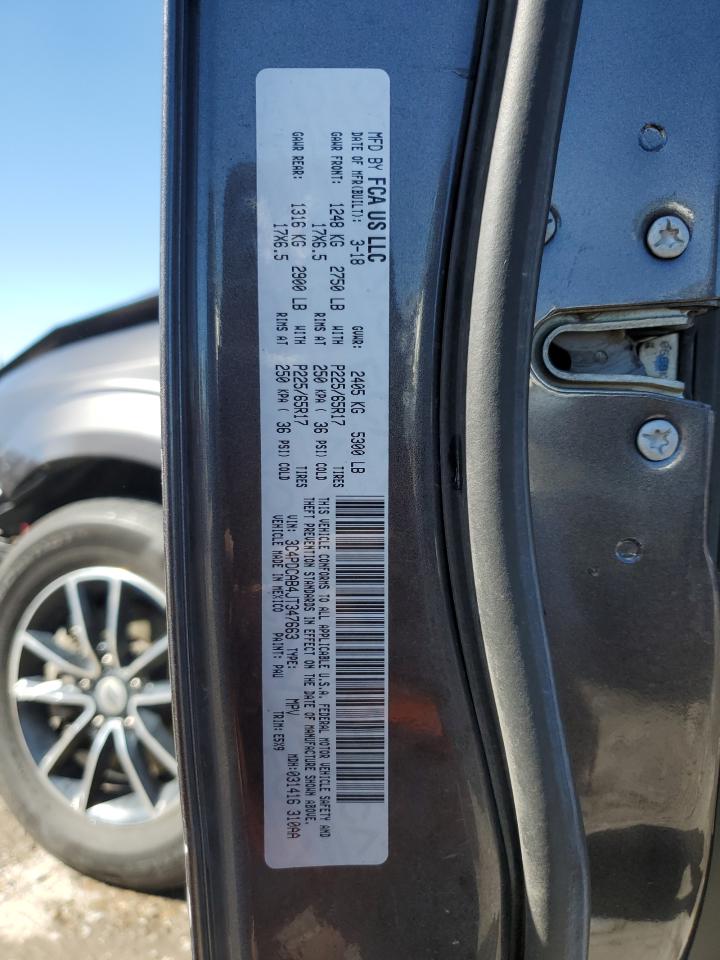 MFD BY FCA US LLC
DATE OF MFR(BUILT): 3-18 GVWR: 2405 KG 5300 LB
GAWR FRONT: 1248 KG 2750 LB WITH P225/65R17 TIRES
17X6.5 RIMS AT 250 KPA ( 36 PSI) COLD
GAWR REAR: 1316 KG 2900 LB WITH P225/65R17 TIRES
17X6.5 RIMS AT 250 KPA ( 36 PSI) COLD
THIS VEHICLE CONFORMS TO ALL APPLICABLE U.S.A. FEDERAL MOTOR VEHICLE SAFETY AND
THEFT PREVENTION STANDARDS IN EFFECT ON THE DATE OF MANUFACTURE SHOWN ABOVE.
VIN: 3C4PDCAB4JT347663 TYPE: MPV MDH:031416 310AA
VEHICLE MADE IN MEXICO PAINT: PAU TRIM:E5X9